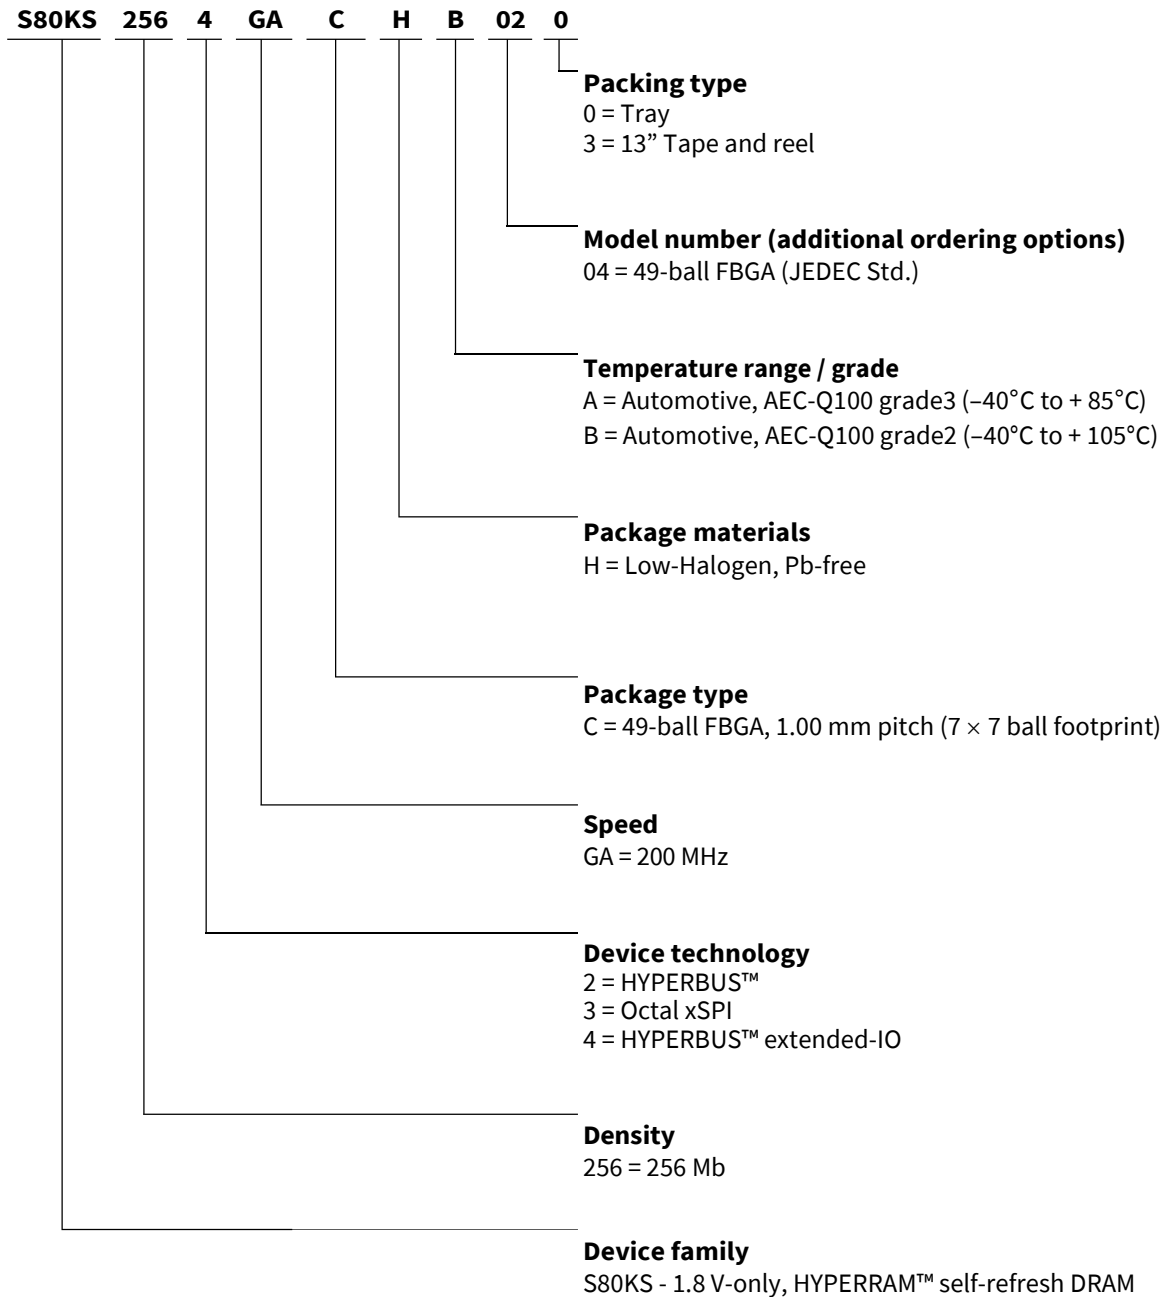 S80KS 256 4 GA C H B 02 0
Packing type
0 = Tray
3 = 13” Tape and reel
Model number (additional ordering options)
04 = 49-ball FBGA (JEDEC Std.)
Temperature range / grade
A = Automotive, AEC-Q100 grade3 (–40°C to + 85°C)
B = Automotive, AEC-Q100 grade2 (–40°C to + 105°C)
Package materials
H = Low-Halogen, Pb-free
Package type
C = 49-ball FBGA, 1.00 mm pitch (7 × 7 ball footprint)
Speed
GA = 200 MHz
Device technology
2 = HYPERBUS™
3 = Octal xSPI
4 = HYPERBUS™ extended-IO
Density
256 = 256 Mb
Device family
S80KS - 1.8 V-only, HYPERRAM™ self-refresh DRAM